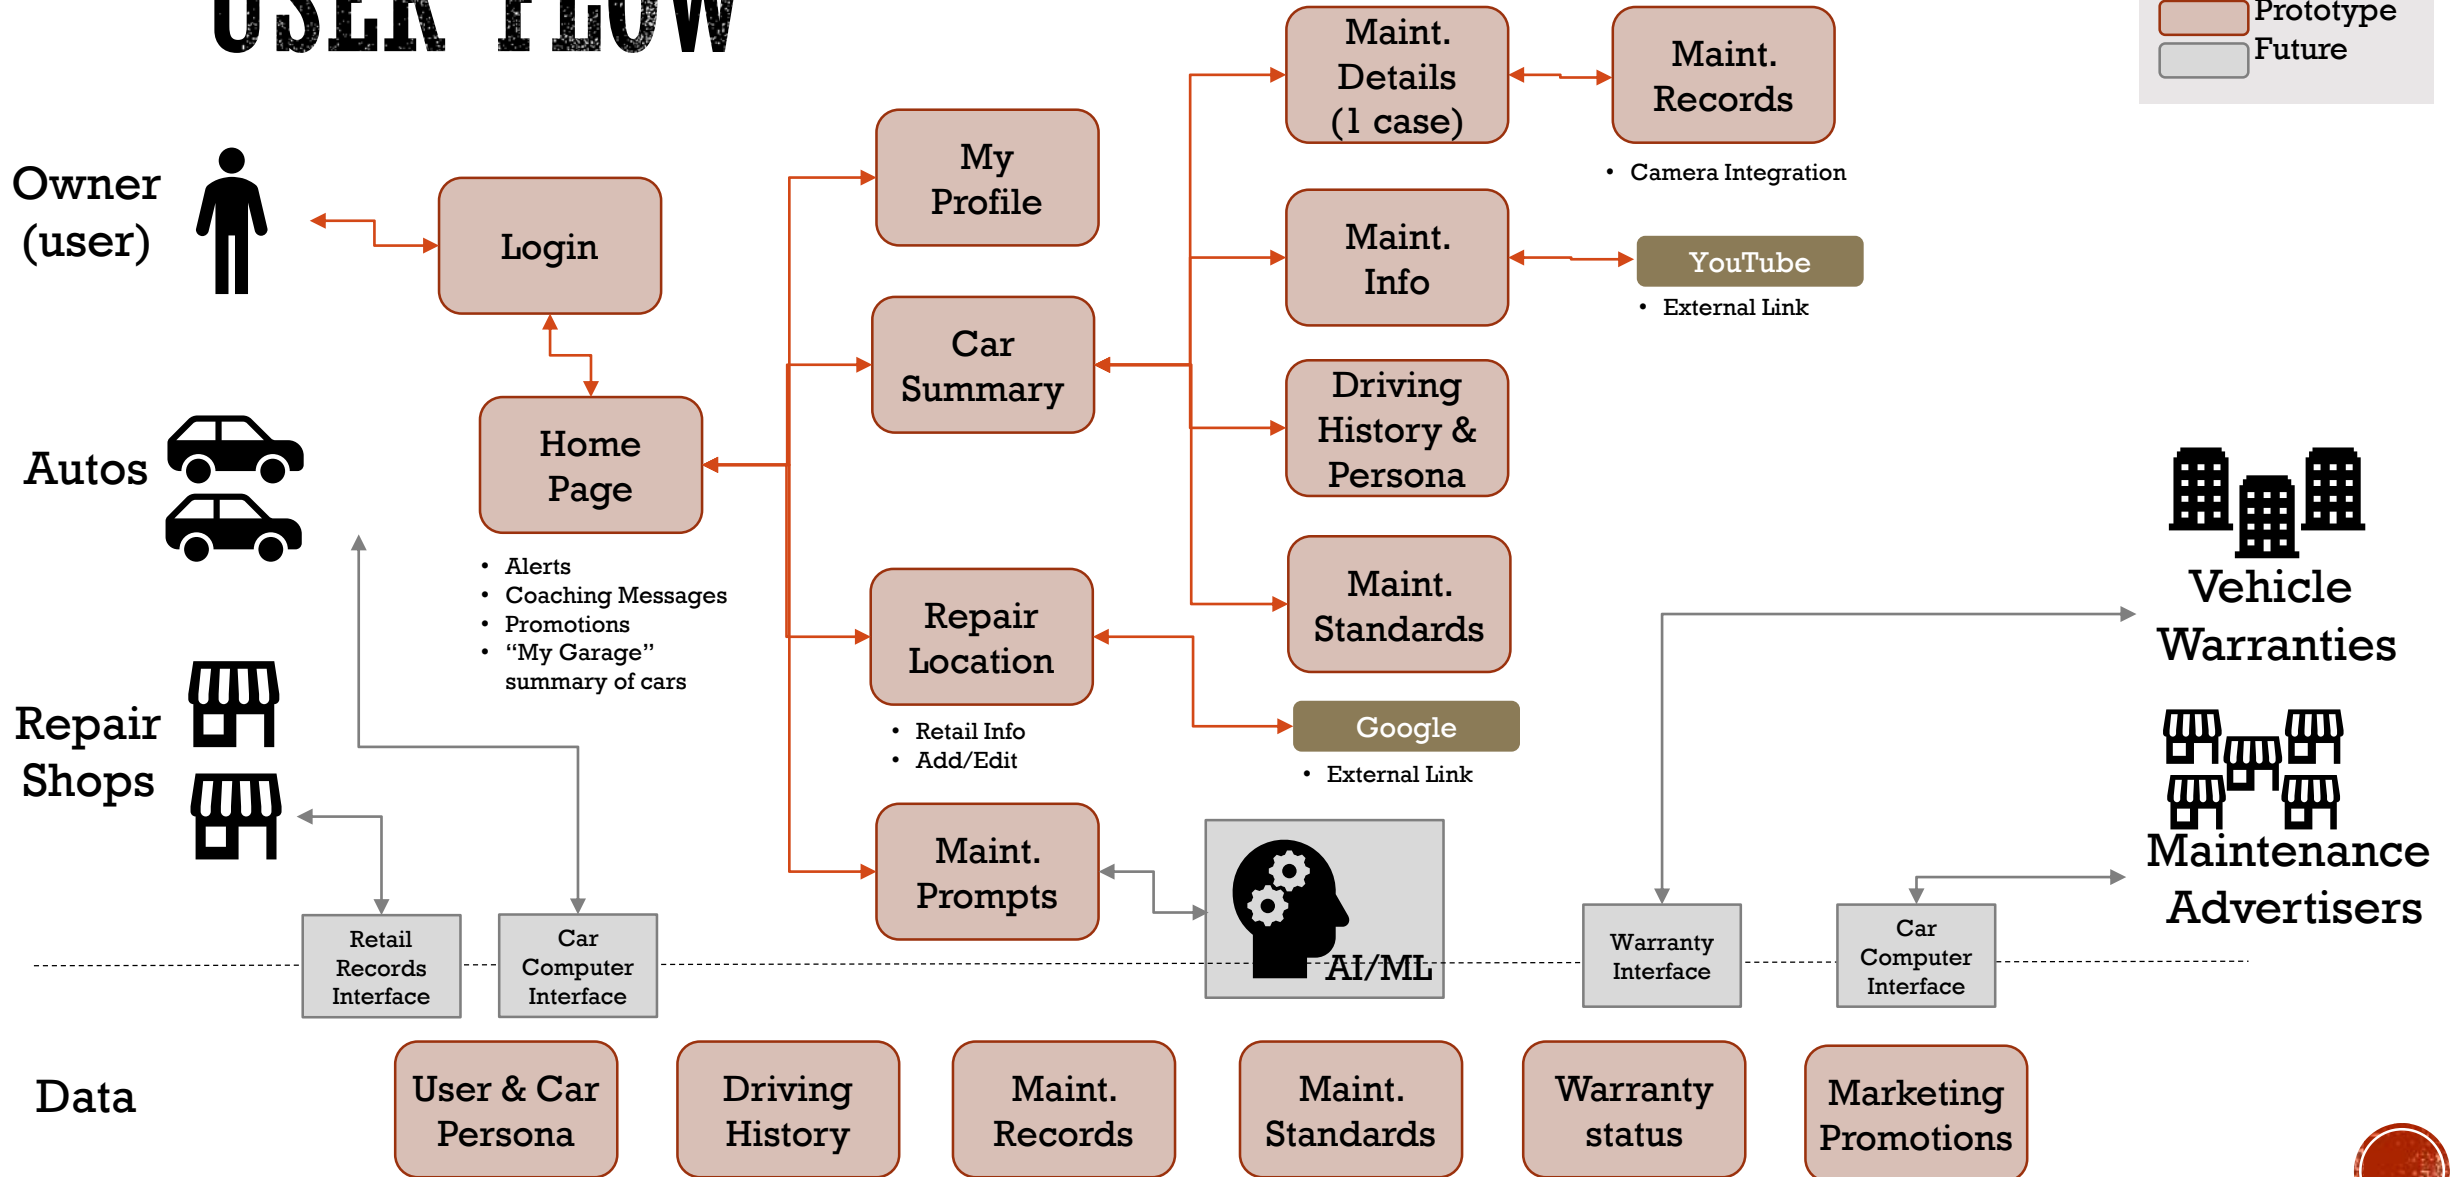 USER FLOW
Prototype
Future
Owner
(user)
Autos
Repair
Shops
Login
Home
Page
• Alerts
• Coaching Messages
• Promotions
• “My Garage”
summary of cars
My
Profile
Car
Summary
Repair
Location
• Retail Info
• Add/Edit
Maint.
Prompts
Maint.
Details
(1 case)
Maint.
Records
• Camera Integration
Maint.
Info
YouTube
• External Link
Driving
History &
Persona
Maint.
Standards
Google
• External Link
AI/ML
Vehicle
Warranties
Maintenance
Advertisers
Retail
Records
Interface
Car
Computer
Interface
Warranty
Interface
Car
Computer
Interface
Data
User & Car
Persona
Driving
History
Maint.
Records
Maint.
Standards
Warranty
status
Marketing
Promotions